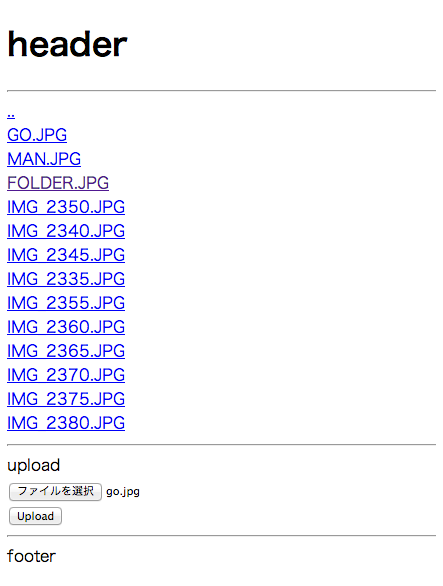 header
..
GO.JPG
MAN.JPG
FOLDER.JPG
IMG_2350.JPG
IMG_2340.JPG
IMG_2345.JPG
IMG_2335.JPG
IMG_2355.JPG
IMG_2360.JPG
IMG_2365.JPG
IMG_2370.JPG
IMG_2375.JPG
IMG_2380.JPG
upload
ファイルを選択 go.jpg
Upload
footer